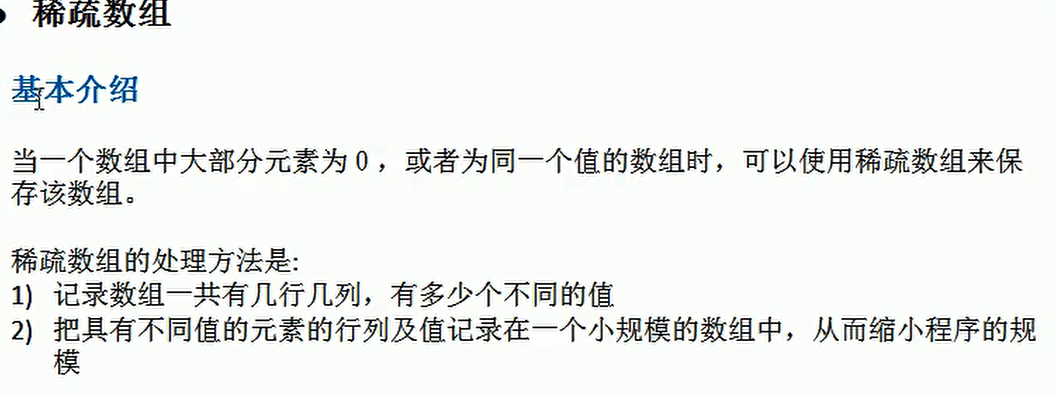 • 稀疏数组
基本介绍
当一个数组中大部分元素为0，或者为同一个值的数组时，可以使用稀疏数组来保
存该数组。
稀疏数组的处理方法是:
1) 记录数组一共有几行几列，有多少个不同的值
2) 把具有不同值的元素的行列及值记录在一个小规模的数组中，从而缩小程序的规
模